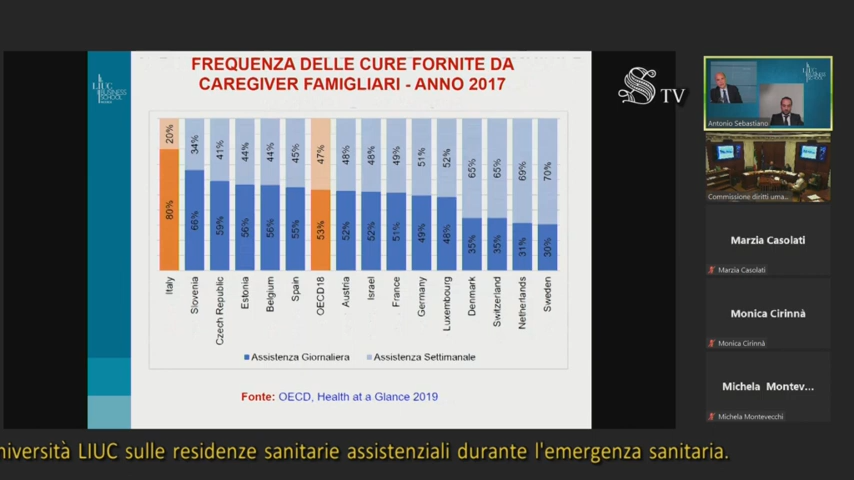 FREQUENZA DELLE CURE FORNITE DA
CAREGIVER FAMIGLIARI - ANNO 2017
LIUC
BUSINESS
SCHOOL
20% 34% 41% 44% 44% 45% 47% 48% 48% 49% 51% 52% 65% 65% 69% 70%
80% 66% 59% 56% 56% 55% 53% 52% 52% 51% 49% 48% 35% 35% 31% 30%
Italy Slovenia Czech Republic Estonia Belgium Spain OECD18 Austria Israel France Germany Luxembourg Denmark Switzerland Netherlands Sweden
Assistenza Giornaliera Assistenza Settimanale
Fonte: OECD, Health at a Glance 2019
S TV
Antonio Sebastiano
Commissione diritti uma...
Marzia Casolati
Marzia Casolati
Monica Cirinnà
Monica Cirinnà
Michela Montev...
Michela Montevecchi
niversità LIUC sulle residenze sanitarie assistenziali durante l'emergenza sanitaria.